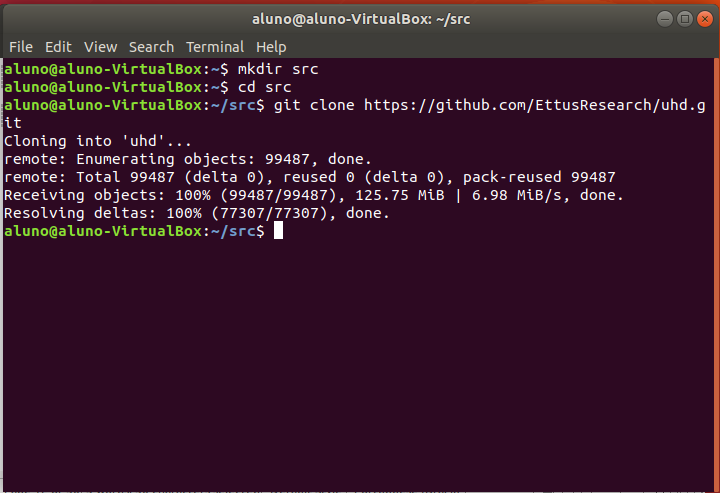 aluno@aluno-VirtualBox: ~/src
File Edit View Search Terminal Help
aluno@aluno-VirtualBox:~$ mkdir src
aluno@aluno-VirtualBox:~$ cd src
aluno@aluno-VirtualBox:~/src$ git clone https://github.com/EttusResearch/uhd.g
it
Cloning into 'uhd'...
remote: Enumerating objects: 99487, done.
remote: Total 99487 (delta 0), reused 0 (delta 0), pack-reused 99487
Receiving objects: 100% (99487/99487), 125.75 MiB | 6.98 MiB/s, done.
Resolving deltas: 100% (77307/77307), done.
aluno@aluno-VirtualBox:~/src$